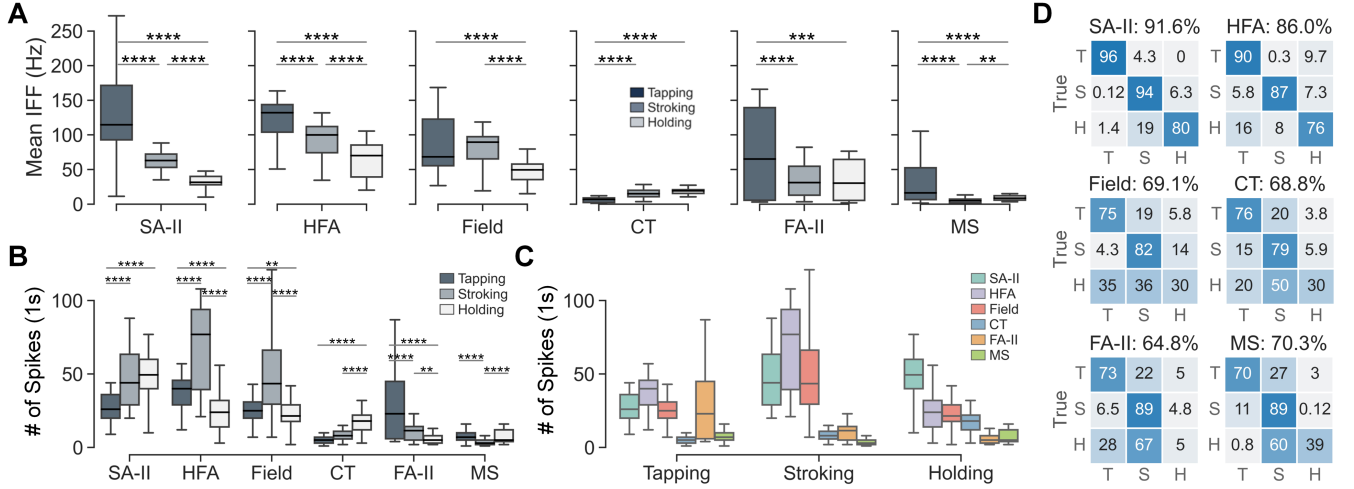 A
Mean IFF (Hz)
250
200
150
100
50
0
****
**** ****
****
**** ****
****
****
****
****
***
****
****
**** **
Tapping
Stroking
Holding
SA-II HFA Field CT FA-II MS
B
# of Spikes (1s)
100
50
0
****
****
****
****
****
**
****
****
****
****
****
****
**
****
****
Tapping
Stroking
Holding
SA-II HFA Field CT FA-II MS
C
# of Spikes (1s)
100
50
0
SA-II
HFA
Field
CT
FA-II
MS
Tapping Stroking Holding
D
SA-II: 91.6%
True
T 96 4.3 0
S 0.12 94 6.3
H 1.4 19 80
T S H
HFA: 86.0%
T 90 0.3 9.7
S 5.8 87 7.3
H 16 8 76
T S H
Field: 69.1%
True
T 75 19 5.8
S 4.3 82 14
H 35 36 30
T S H
CT: 68.8%
T 76 20 3.8
S 15 79 5.9
H 20 50 30
T S H
FA-II: 64.8%
True
T 73 22 5
S 6.5 89 4.8
H 28 67 5
T S H
MS: 70.3%
T 70 27 3
S 11 89 0.12
H 0.8 60 39
T S H